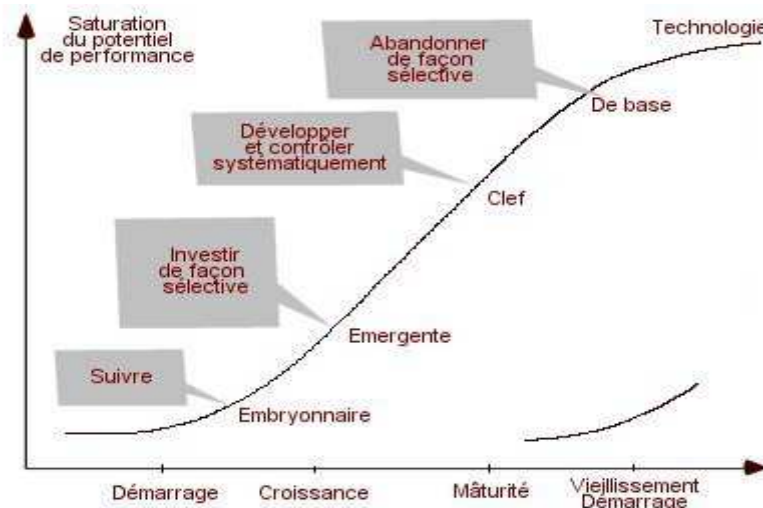 Saturation
du potentiel
de performance
Abandonner
de façon
sélective
Technologie
De base
Développer
et contrôler
systématiquement
Clef
Investir
de façon
sélective
Emergente
Suivre
Embryonnaire
Démarrage
Croissance
Mâturité
Vieillissement
Démarrage